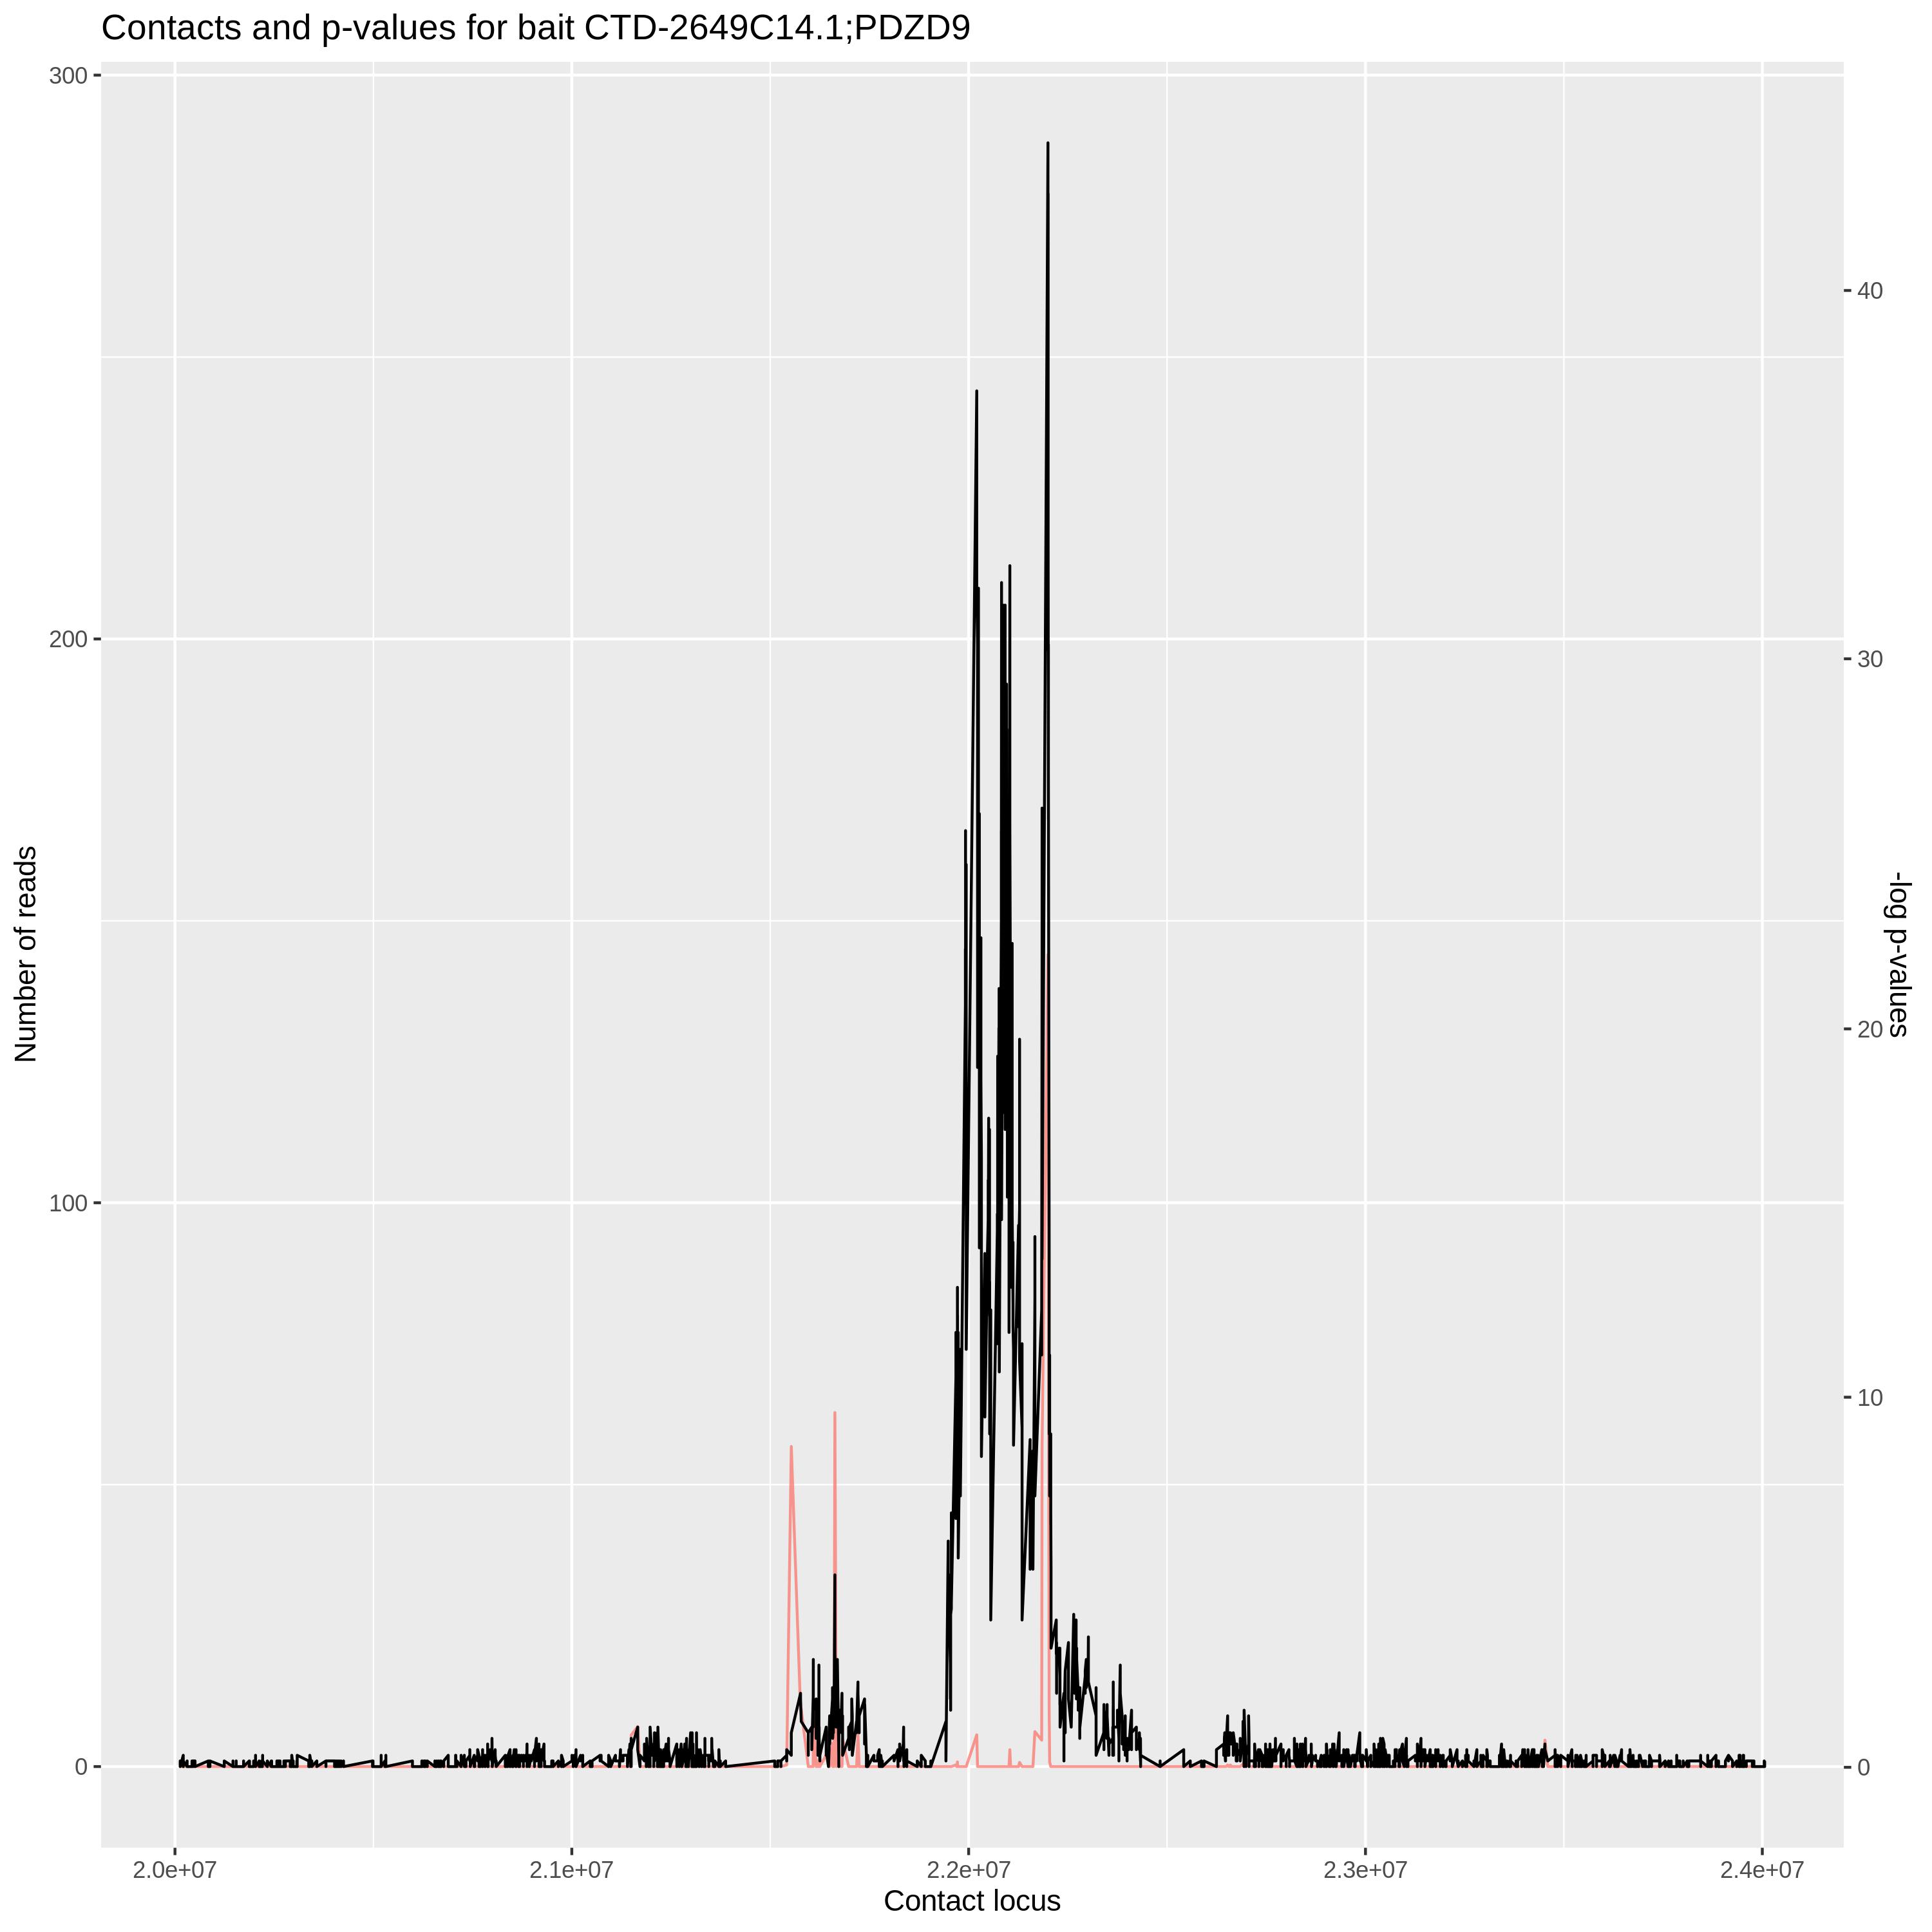 Contacts and p-values for bait CTD-2649C14.1;PDZD9
300
200
100
0
Number of reads
40
30
20
10
0
-log p-values
2.0e+07
2.1e+07
2.2e+07
2.3e+07
2.4e+07
Contact locus